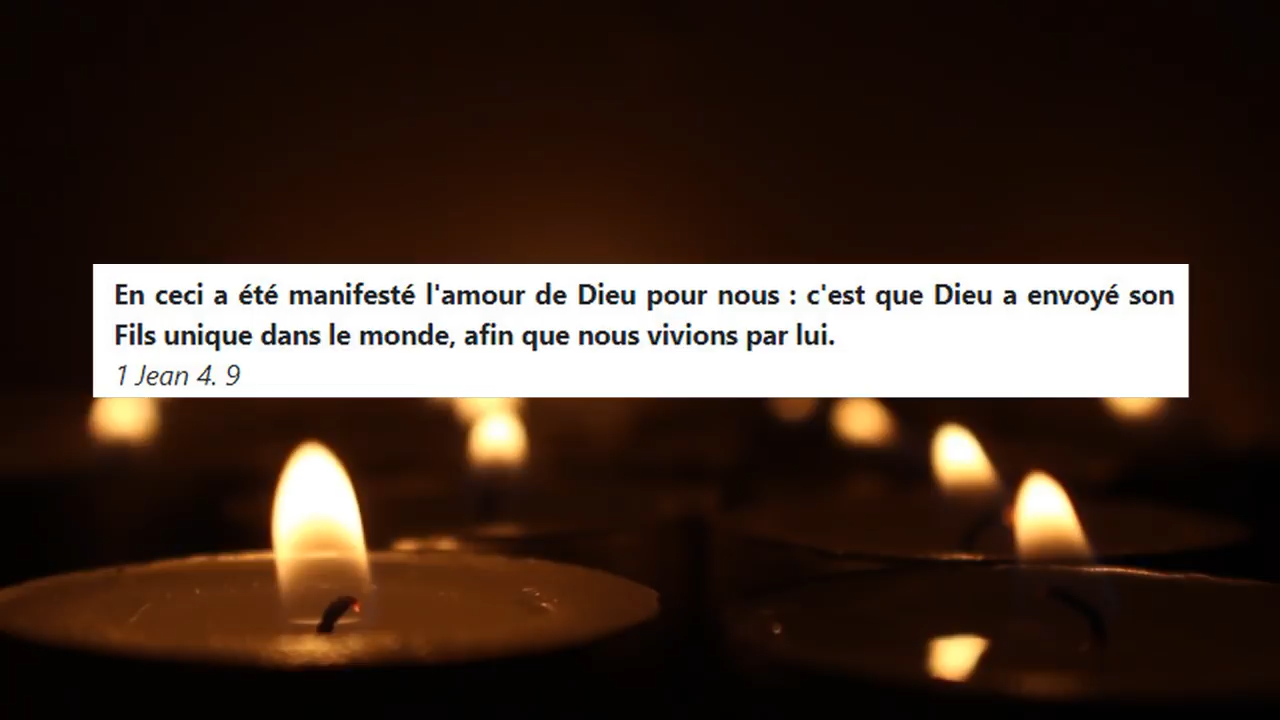 En ceci a été manifesté l'amour de Dieu pour nous : c'est que Dieu a envoyé son
Fils unique dans le monde, afin que nous vivions par lui.
1 Jean 4. 9